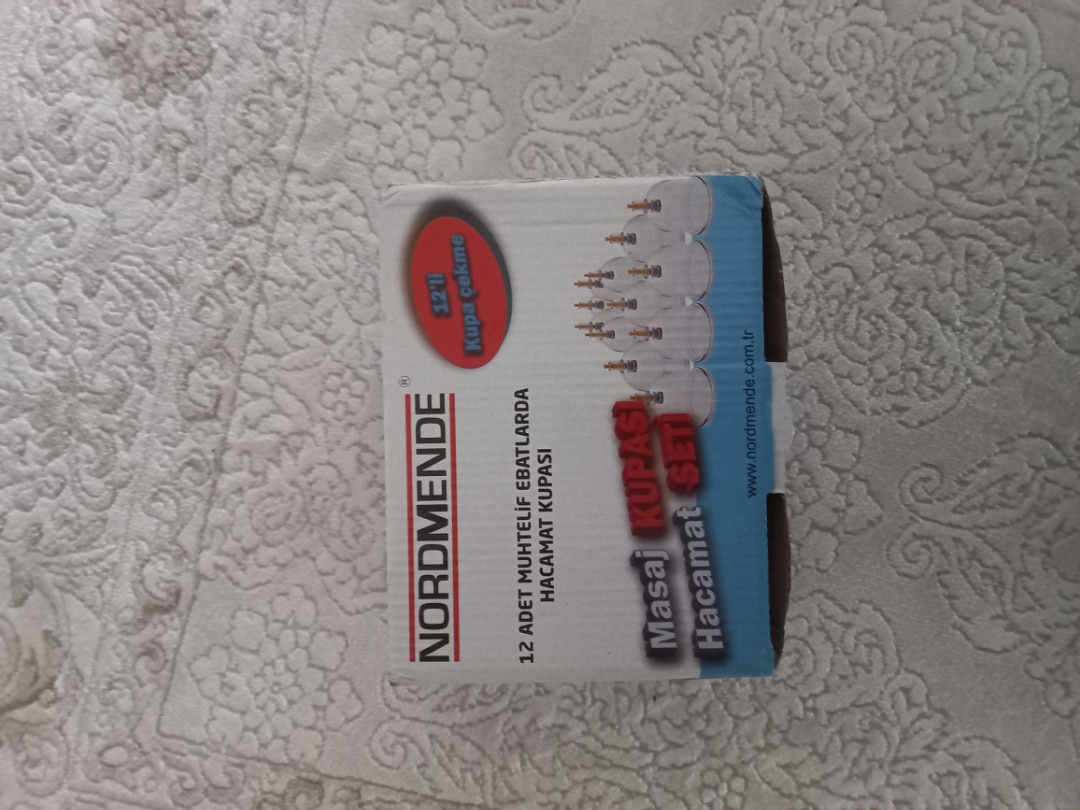 NORDMENDE®
12'li
Kupa çekme
12 ADET MUHTELİF EBATLARDA
HACAMAT KUPASI
Masaj KUPASI
Hacamat SETİ
www.nordmende.com.tr